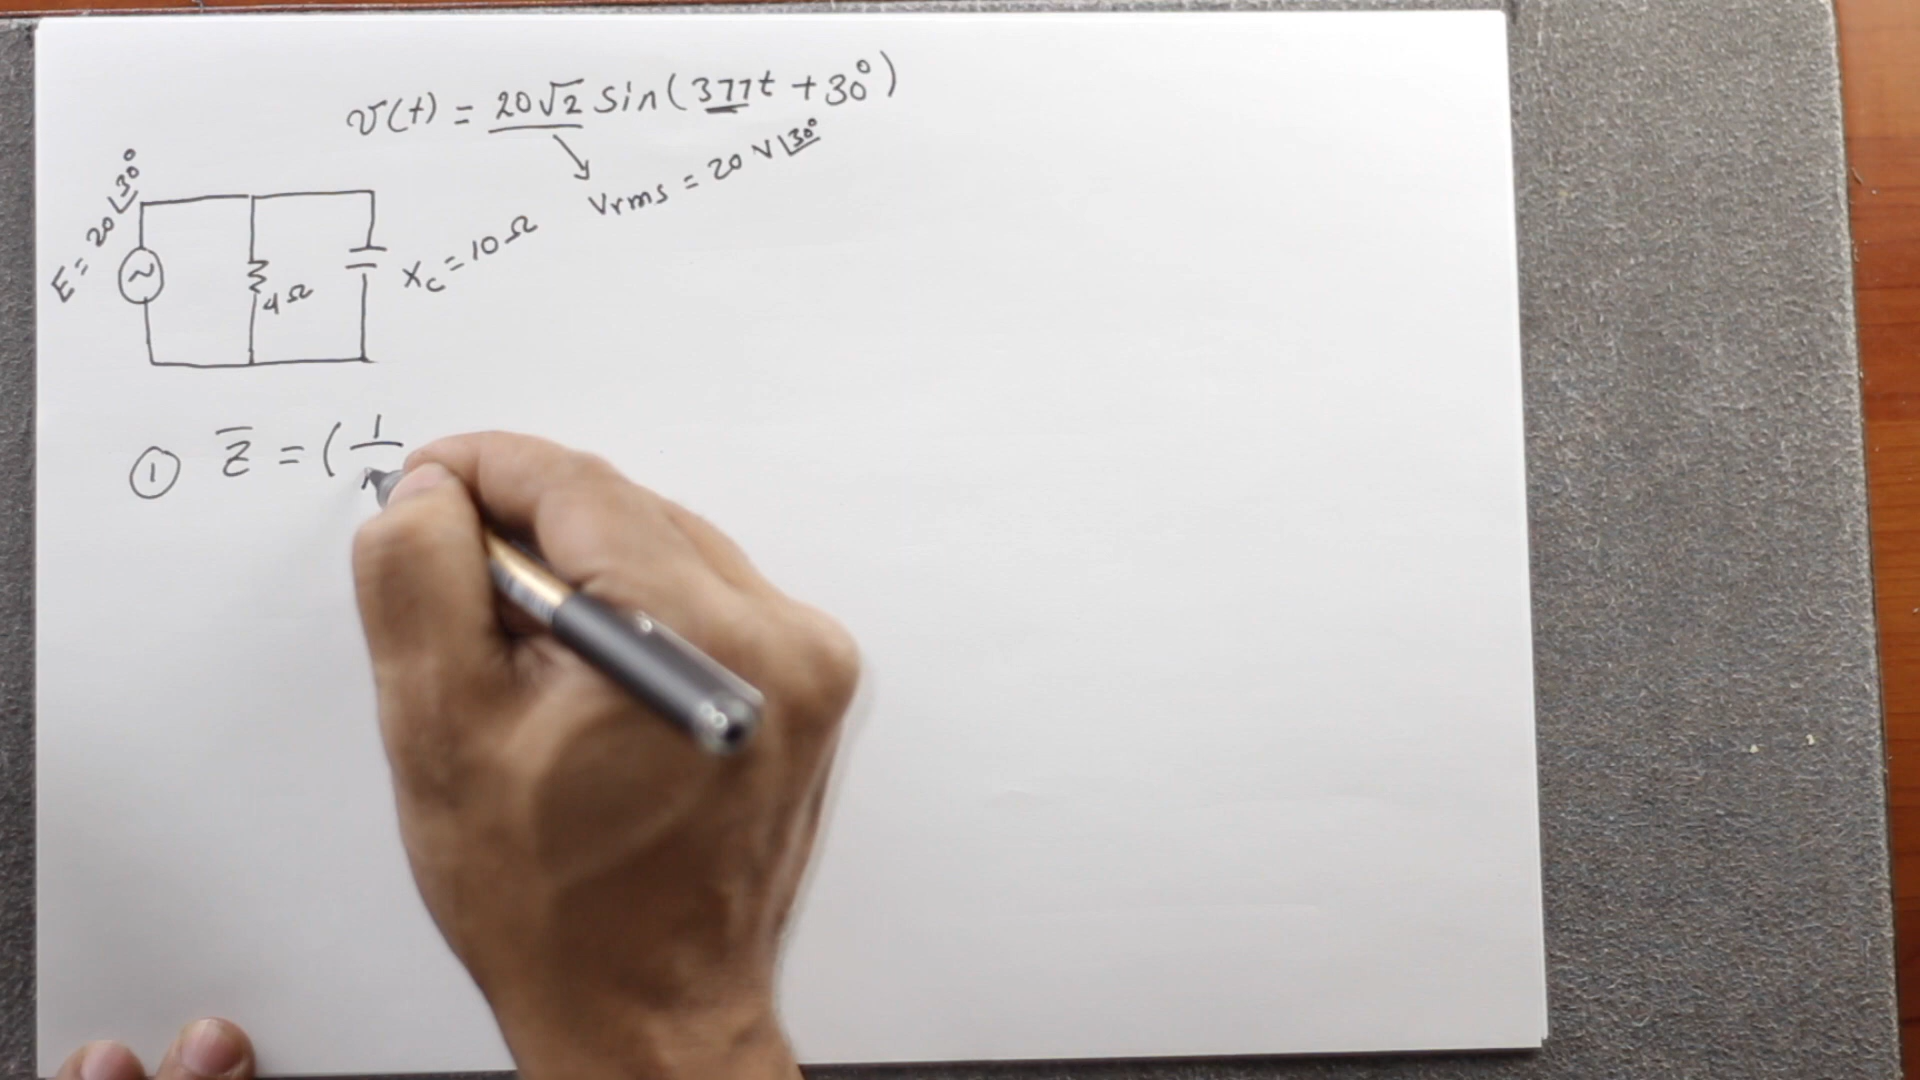 v(t) = 20√2 sin(377t + 30°)
Vrms = 20 V∠30°
E = 20∠30°
4Ω
Xc = 10Ω
① Z̅ = (1/